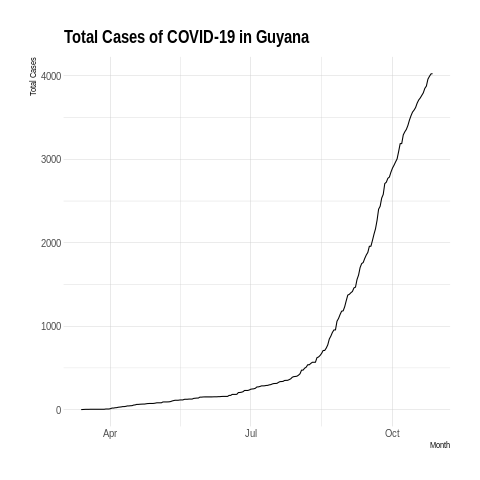 Total Cases of COVID-19 in Guyana
Total Cases
4000
3000
2000
1000
0
Apr Jul Oct
Month